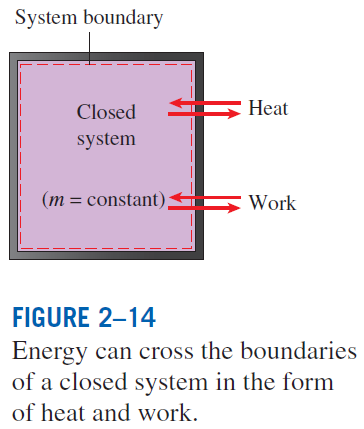 System boundary
Closed
system
Heat
(m = constant)
Work
FIGURE 2–14
Energy can cross the boundaries
of a closed system in the form
of heat and work.